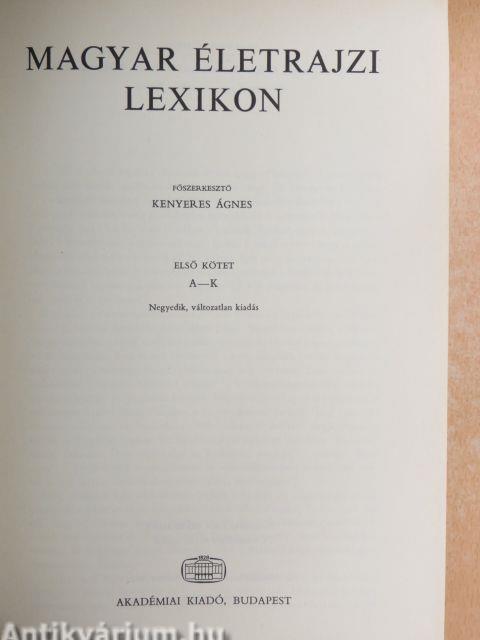 MAGYAR ÉLETRAJZI
LEXIKON
FŐSZERKESZTŐ
KENYERES ÁGNES
ELSŐ KÖTET
A—K
Negyedik, változatlan kiadás
1828
AKADÉMIAI KIADÓ, BUDAPEST
Antikvárium.hu